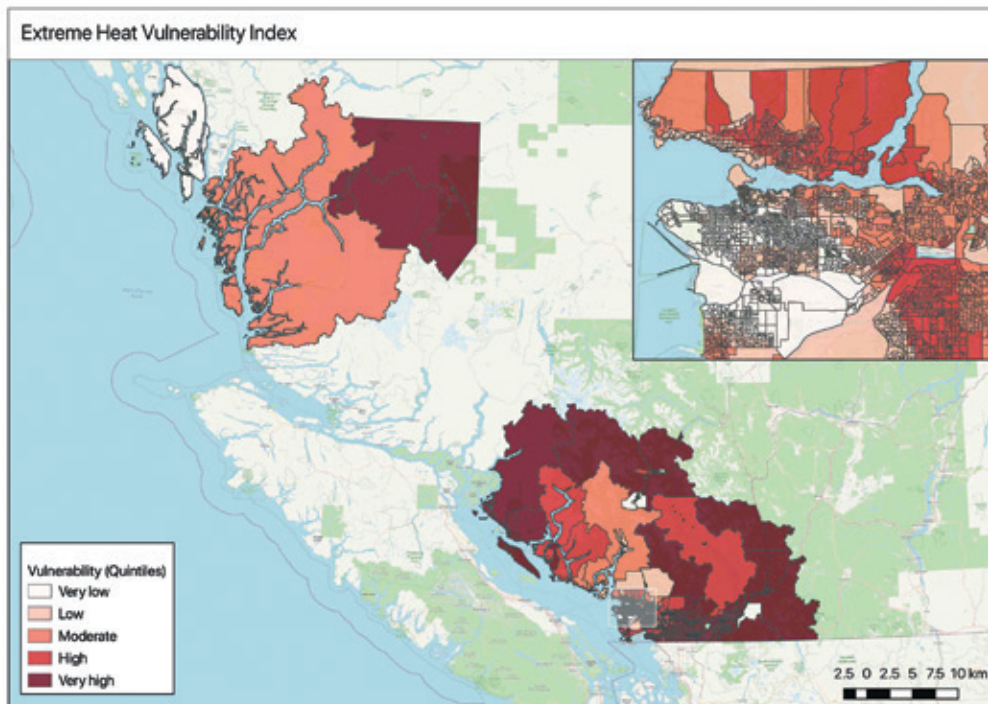 Extreme Heat Vulnerability Index
Vulnerability (Quintiles)
Very low
Low
Moderate
High
Very high
2.5 0 2.5 5 7.5 10 km